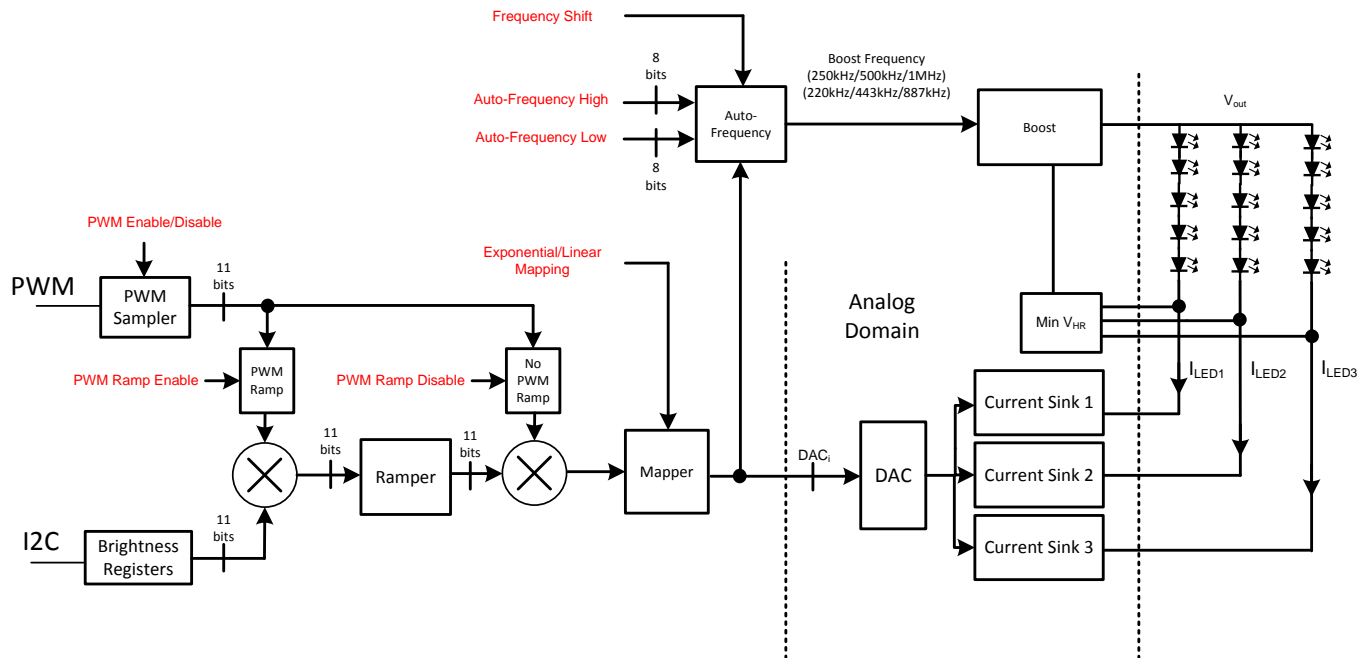 Frequency Shift
8
bits
Boost Frequency
(250kHz/500kHz/1MHz)
(220kHz/443kHz/887kHz)
Auto-Frequency High
Auto-
Frequency
Auto-Frequency Low
8
bits
Boost
Vout
PWM Enable/Disable
11
bits
PWM
PWM
Sampler
Exponential/Linear
Mapping
Analog
Domain
Min VHR
PWM Ramp Enable
PWM
Ramp
PWM Ramp Disable
No
PWM
Ramp
ILED1
ILED2
ILED3
11
bits
Ramper
11
bits
Mapper
DACi
DAC
Current Sink 1
Current Sink 2
Current Sink 3
I2C
Brightness
Registers
11
bits